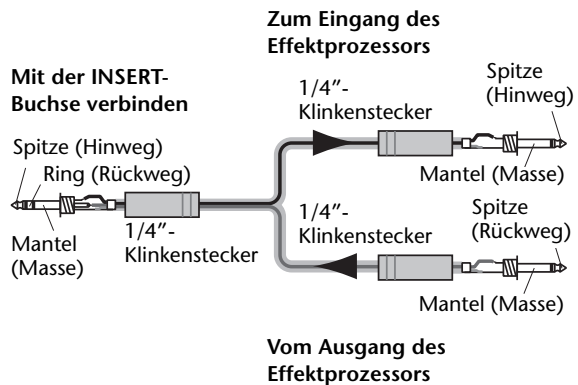 Zum Eingang des
Effektprozessors
Mit der INSERT-
Buchse verbinden
1/4"-
Klinkenstecker
Spitze
(Hinweg)
Spitze (Hinweg)
Ring (Rückweg)
Mantel (Masse)
Mantel
(Masse)
1/4"-
Klinkenstecker
1/4"-
Klinkenstecker
Spitze
(Rückweg)
Mantel (Masse)
Vom Ausgang des
Effektprozessors